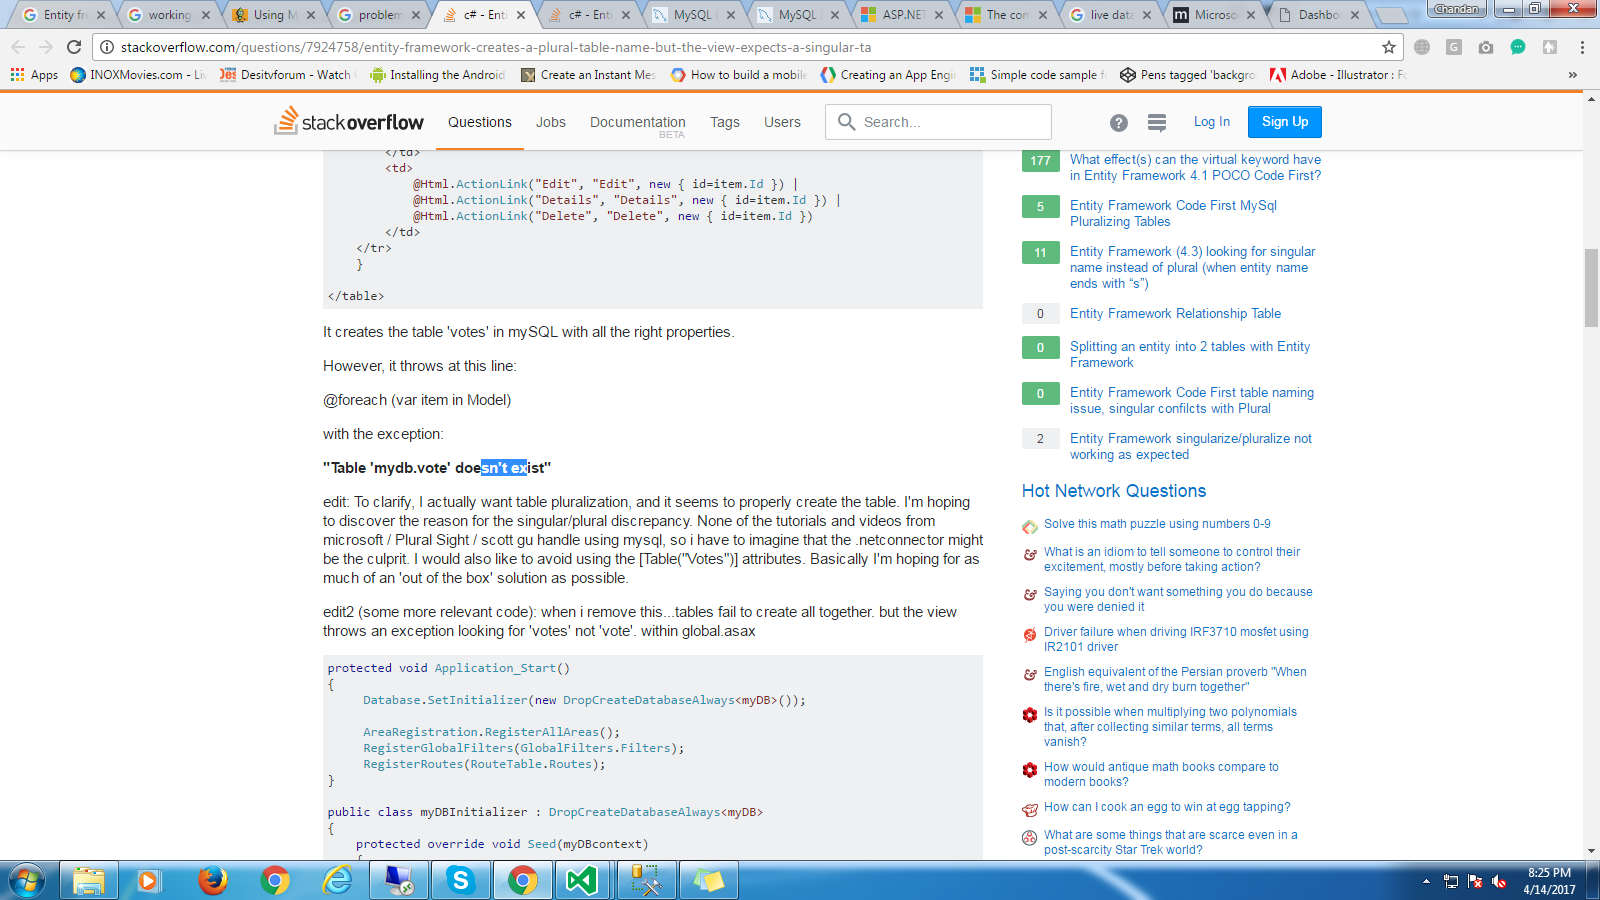 Entity fr
working
Using M
problem
c# - Enti
c# - Enti
MySQL
MySQL
ASP.NET
The con
live data
Microso
Dashbo
Chandan
stackoverflow.com/questions/7924758/entity-framework-creates-a-plural-table-name-but-the-view-expects-a-singular-ta
Apps
INOXMovies.com - Liv
Desitvforum - Watch
Installing the Android
Create an Instant Mes
How to build a mobile
Creating an App Engi
Simple code sample f
Pens tagged 'backgro
Adobe - Illustrator : Fo
stackoverflow
Questions
Jobs
Documentation
BETA
Tags
Users
Search...
Log In
Sign Up
</td>
<td>
@Html.ActionLink("Edit", "Edit", new { id=item.Id }) |
@Html.ActionLink("Details", "Details", new { id=item.Id }) |
@Html.ActionLink("Delete", "Delete", new { id=item.Id })
</td>
</tr>
}
</table>
It creates the table 'votes' in mySQL with all the right properties.
However, it throws at this line:
@foreach (var item in Model)
with the exception:
"Table 'mydb.vote' doesn't exist"
edit: To clarify, I actually want table pluralization, and it seems to properly create the table. I'm hoping
to discover the reason for the singular/plural discrepancy. None of the tutorials and videos from
microsoft / Plural Sight / scott gu handle using mysql, so i have to imagine that the .netconnector might
be the culprit. I would also like to avoid using the [Table("Votes")] attributes. Basically I'm hoping for as
much of an 'out of the box' solution as possible.
edit2 (some more relevant code): when i remove this...tables fail to create all together. but the view
throws an exception looking for 'votes' not 'vote'. within global.asax
protected void Application_Start()
{
Database.SetInitializer(new DropCreateDatabaseAlways<myDB>());
AreaRegistration.RegisterAllAreas();
RegisterGlobalFilters(GlobalFilters.Filters);
RegisterRoutes(RouteTable.Routes);
}
public class myDBInitializer : DropCreateDatabaseAlways<myDB>
{
protected override void Seed(myDBcontext)
{
177
What effect(s) can the virtual keyword have
in Entity Framework 4.1 POCO Code First?
5
Entity Framework Code First MySql
Pluralizing Tables
11
Entity Framework (4.3) looking for singular
name instead of plural (when entity name
ends with “s”)
0
Entity Framework Relationship Table
0
Splitting an entity into 2 tables with Entity
Framework
0
Entity Framework Code First table naming
issue, singular confilcts with Plural
2
Entity Framework singularize/pluralize not
working as expected
Hot Network Questions
Solve this math puzzle using numbers 0-9
What is an idiom to tell someone to control their
excitement, mostly before taking action?
Saying you don't want something you do because
you were denied it
Driver failure when driving IRF3710 mosfet using
IR2101 driver
English equivalent of the Persian proverb "When
there's fire, wet and dry burn together"
Is it possible when multiplying two polynomials
that, after collecting similar terms, all terms
vanish?
How would antique math books compare to
modern books?
How can I cook an egg to win at egg tapping?
What are some things that are scarce even in a
post-scarcity Star Trek world?
8:25 PM
4/14/2017